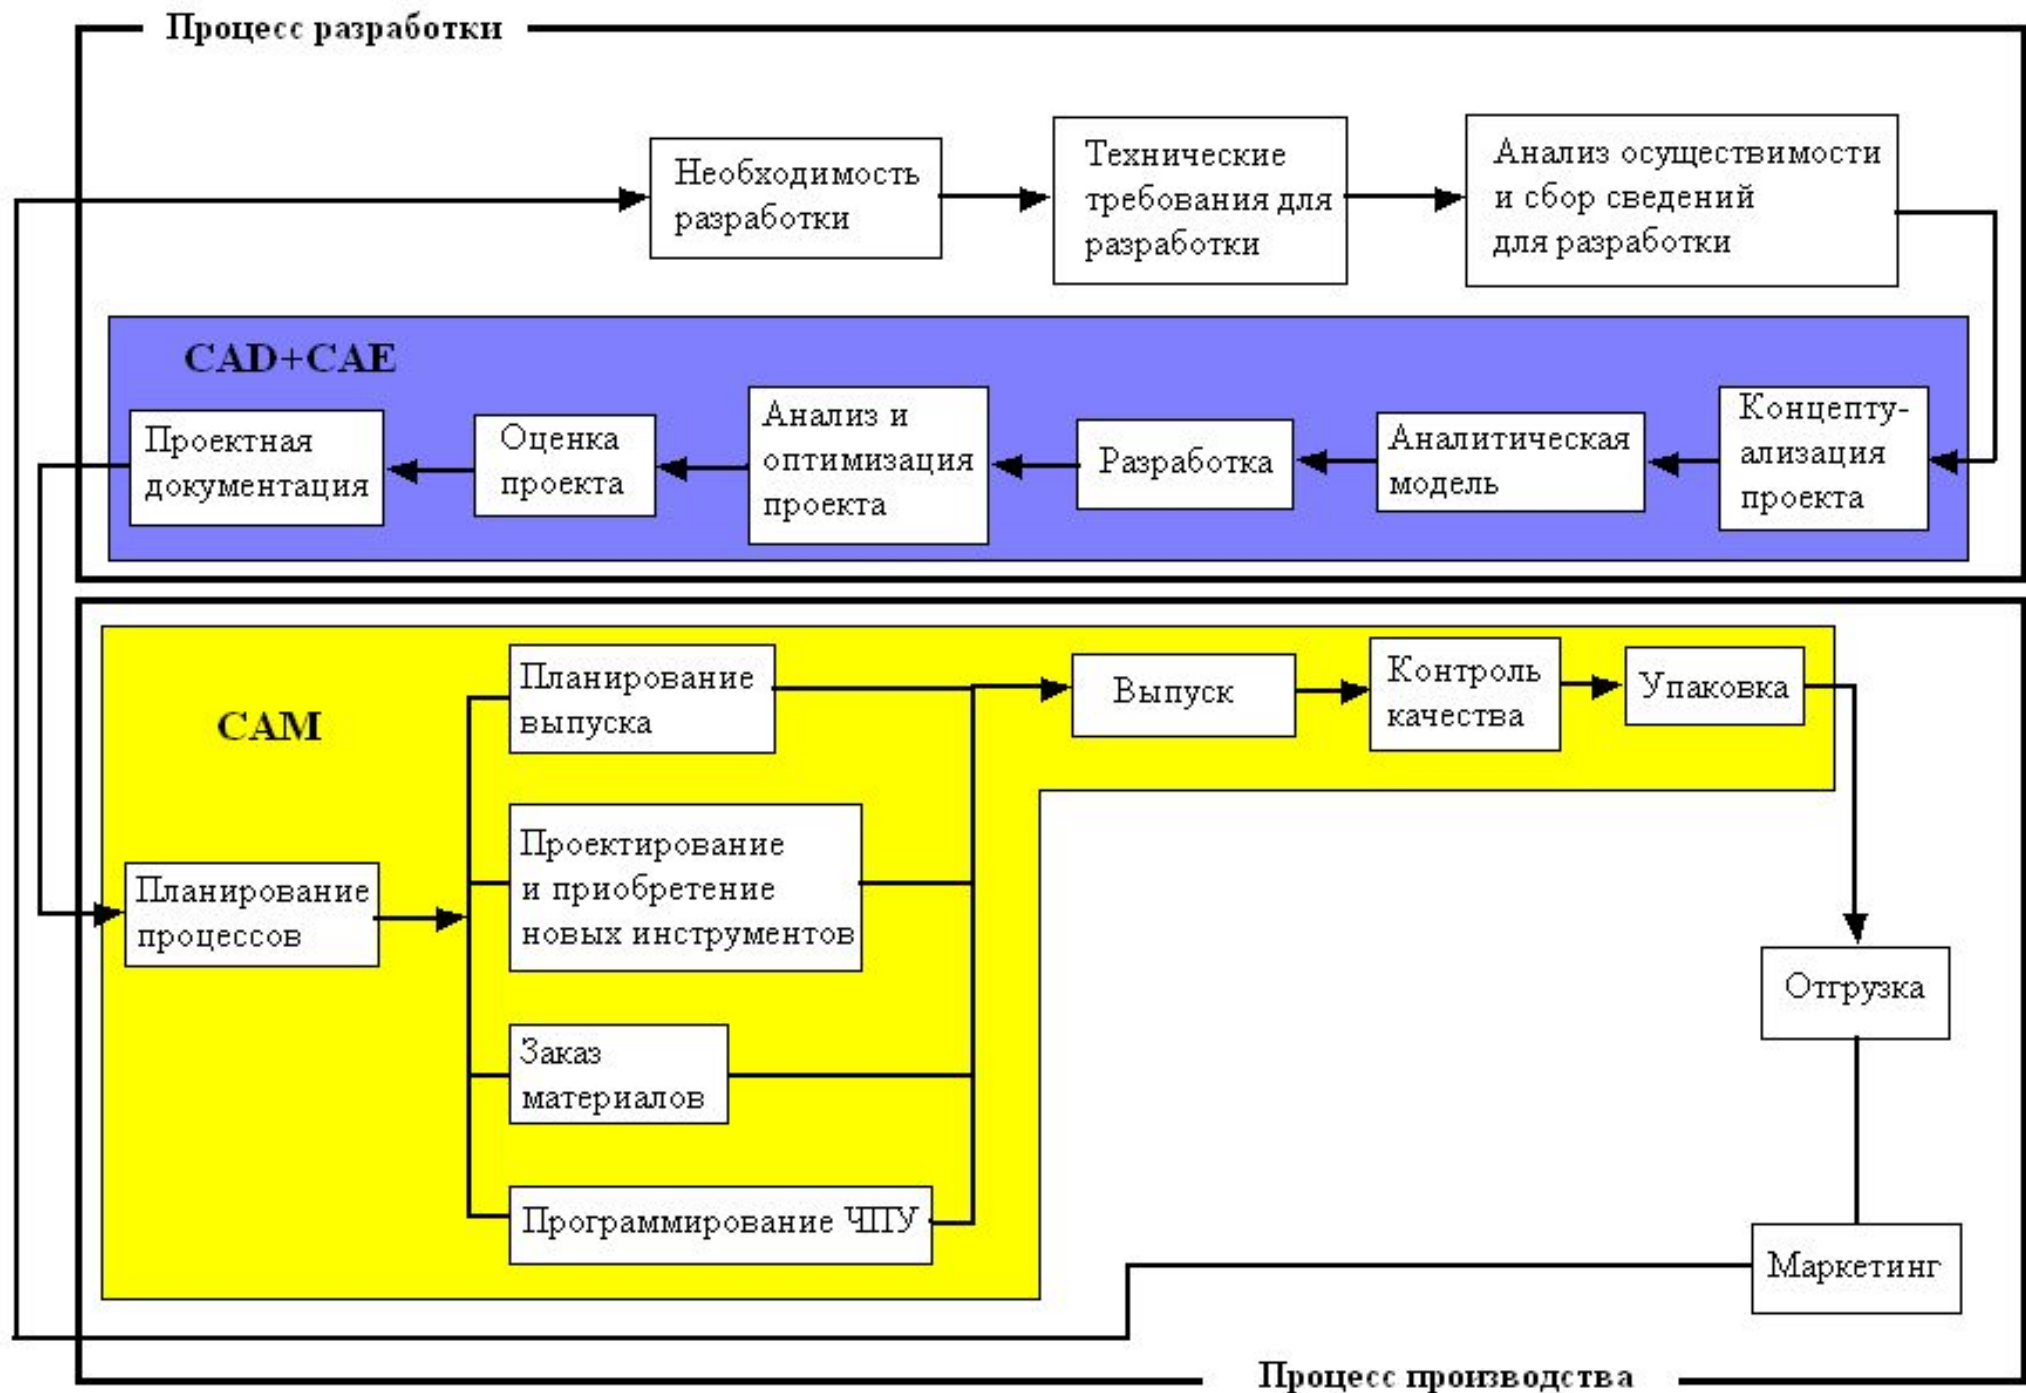 Процесс разработки
Необходимость
разработки
Технические
требования для
разработки
Анализ осуществимости
и сбор сведений
для разработки
CAD+CAE
Проектная
документация
Оценка
проекта
Анализ и
оптимизация
проекта
Разработка
Аналитическая
модель
Концепту-
ализация
проекта
CAM
Планирование
процессов
Планирование
выпуска
Проектирование
и приобретение
новых инструментов
Заказ
материалов
Программирование ЧПУ
Выпуск
Контроль
качества
Упаковка
Отгрузка
Маркетинг
Процесс производства